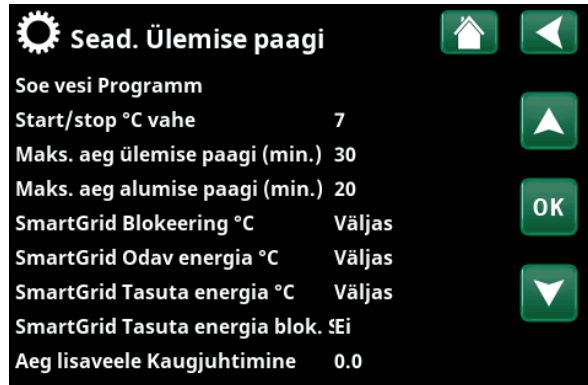 Sead. Ülemise paagi
Soe vesi Programm
Start/stop °C vahe 7
Maks. aeg ülemise paagi (min.) 30
Maks. aeg alumise paagi (min.) 20
OK
SmartGrid Blokeering °C Väljas
SmartGrid Odav energia °C Väljas
SmartGrid Tasuta energia °C Väljas
SmartGrid Tasuta energia blok. Ei
Aeg lisaveele Kaugjuhtimine 0.0